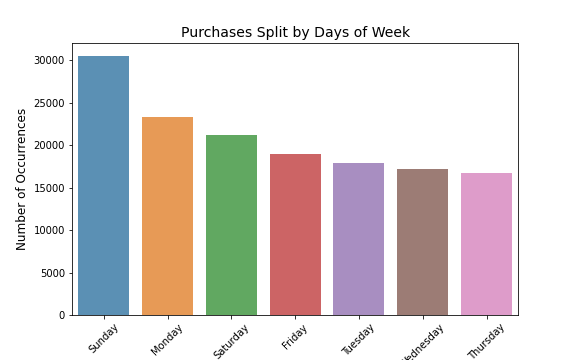 Purchases Split by Days of Week
Number of Occurrences
30000
25000
20000
15000
10000
5000
0
Sunday
Monday
Saturday
Friday
Tuesday
ednesday
Thursday